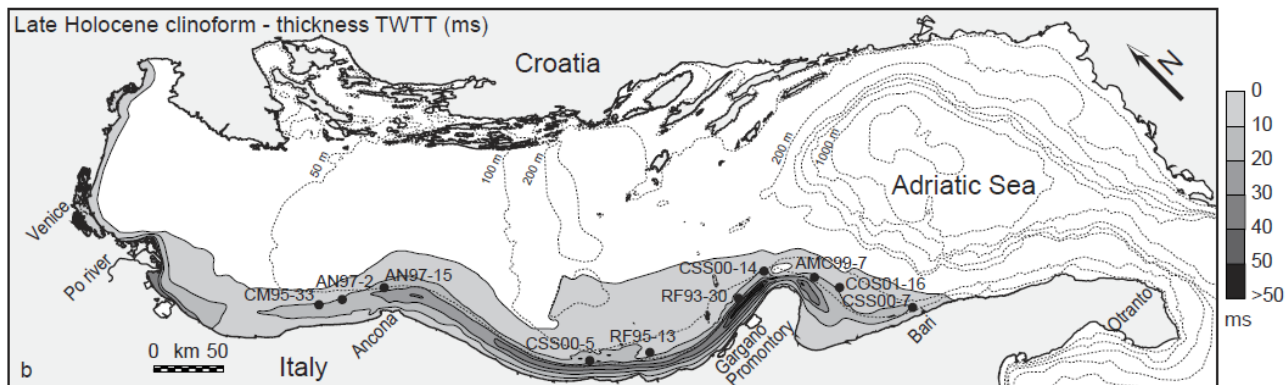 Late Holocene clinoform - thickness TWTT (ms)
Croatia
N
0
10
20
30
40
50
>50
ms
50 m
100 m
200 m
200 m
1000 m
Adriatic Sea
Venice
Po river
CM95-33
AN97-2
AN97-15
Ancona
CSS00-5
RF95-13
RF93-30
CSS00-14
AMC99-7
COS01-16
CSS00-7
Gargano
Promontory
Bari
Otranto
0 km 50
Italy
b